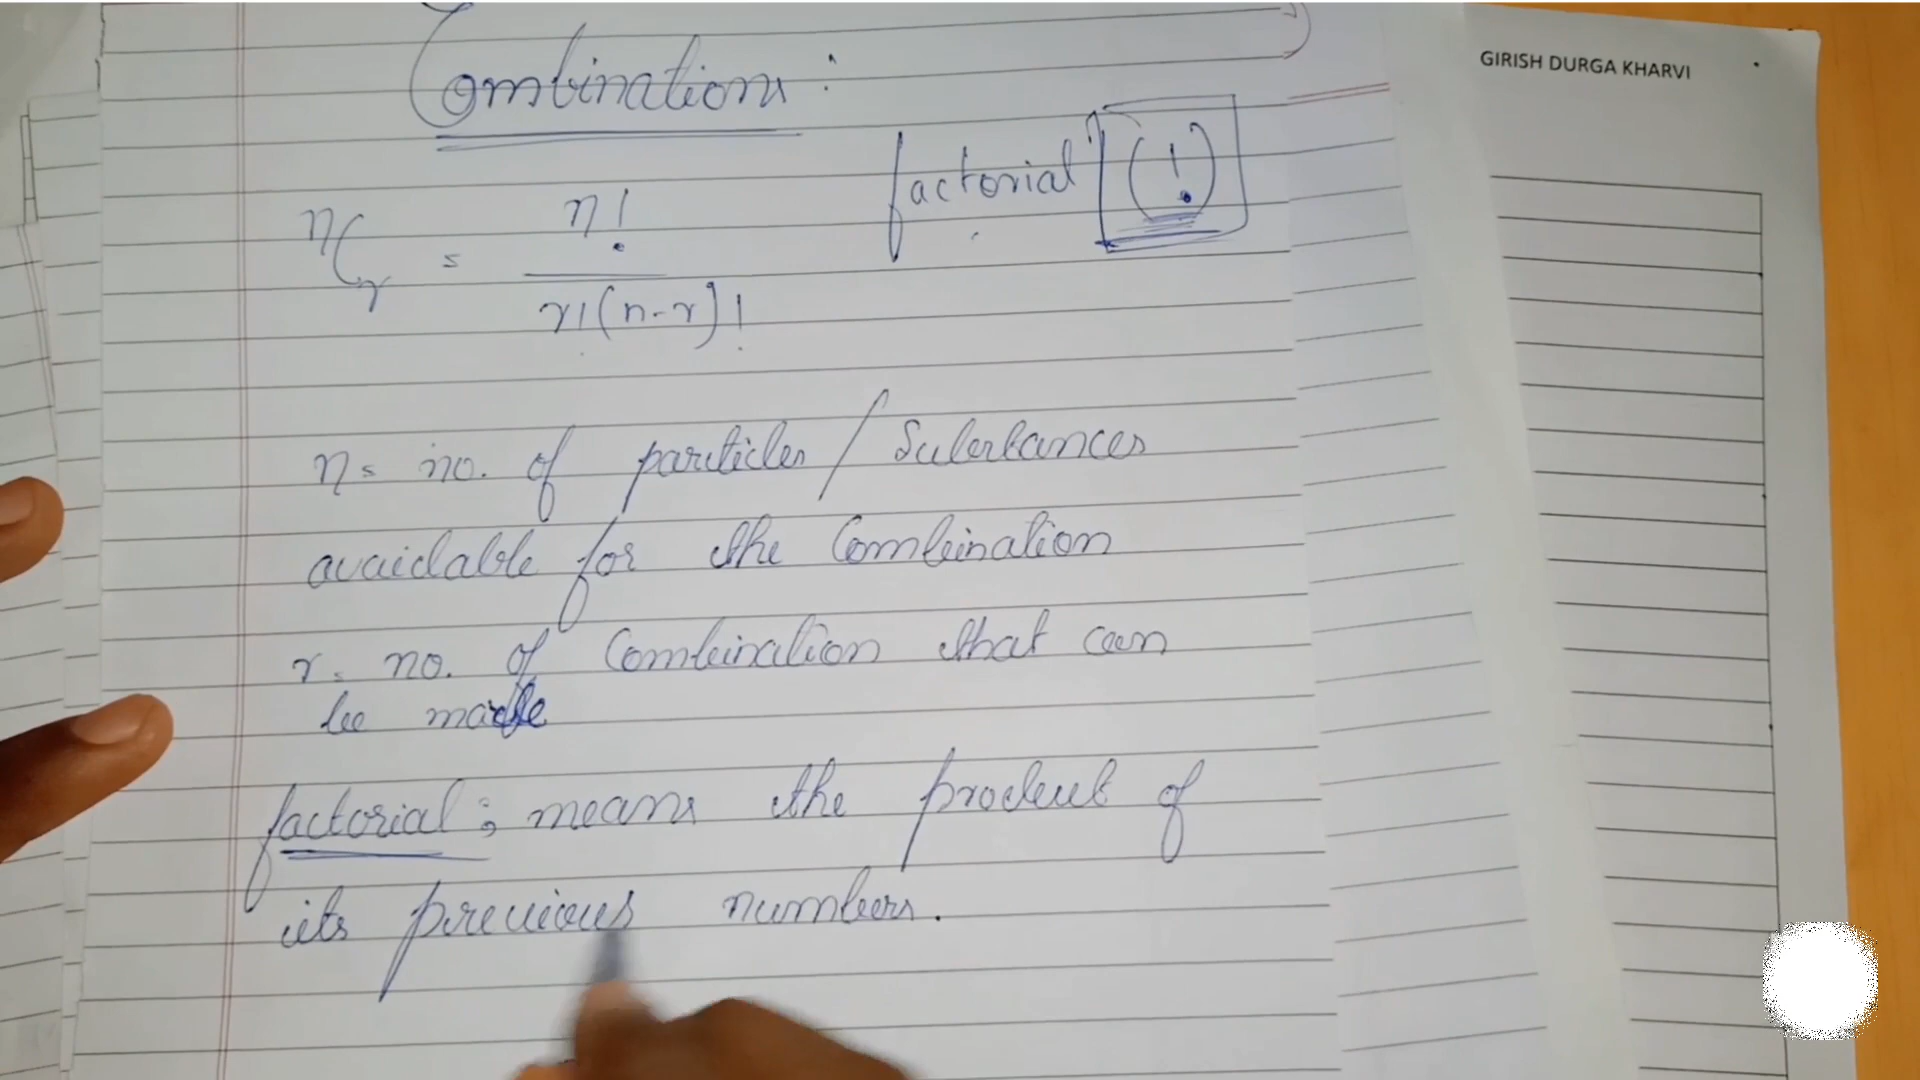 GIRISH DURGA KHARVI
Combinations :
factorial (!)
nCr = n! / r!(n-r)!
n = no. of particles / Substances
avaidable for the Combination
r = no. of Combination that can
be made
factorial : means the product of
its previous numbers.